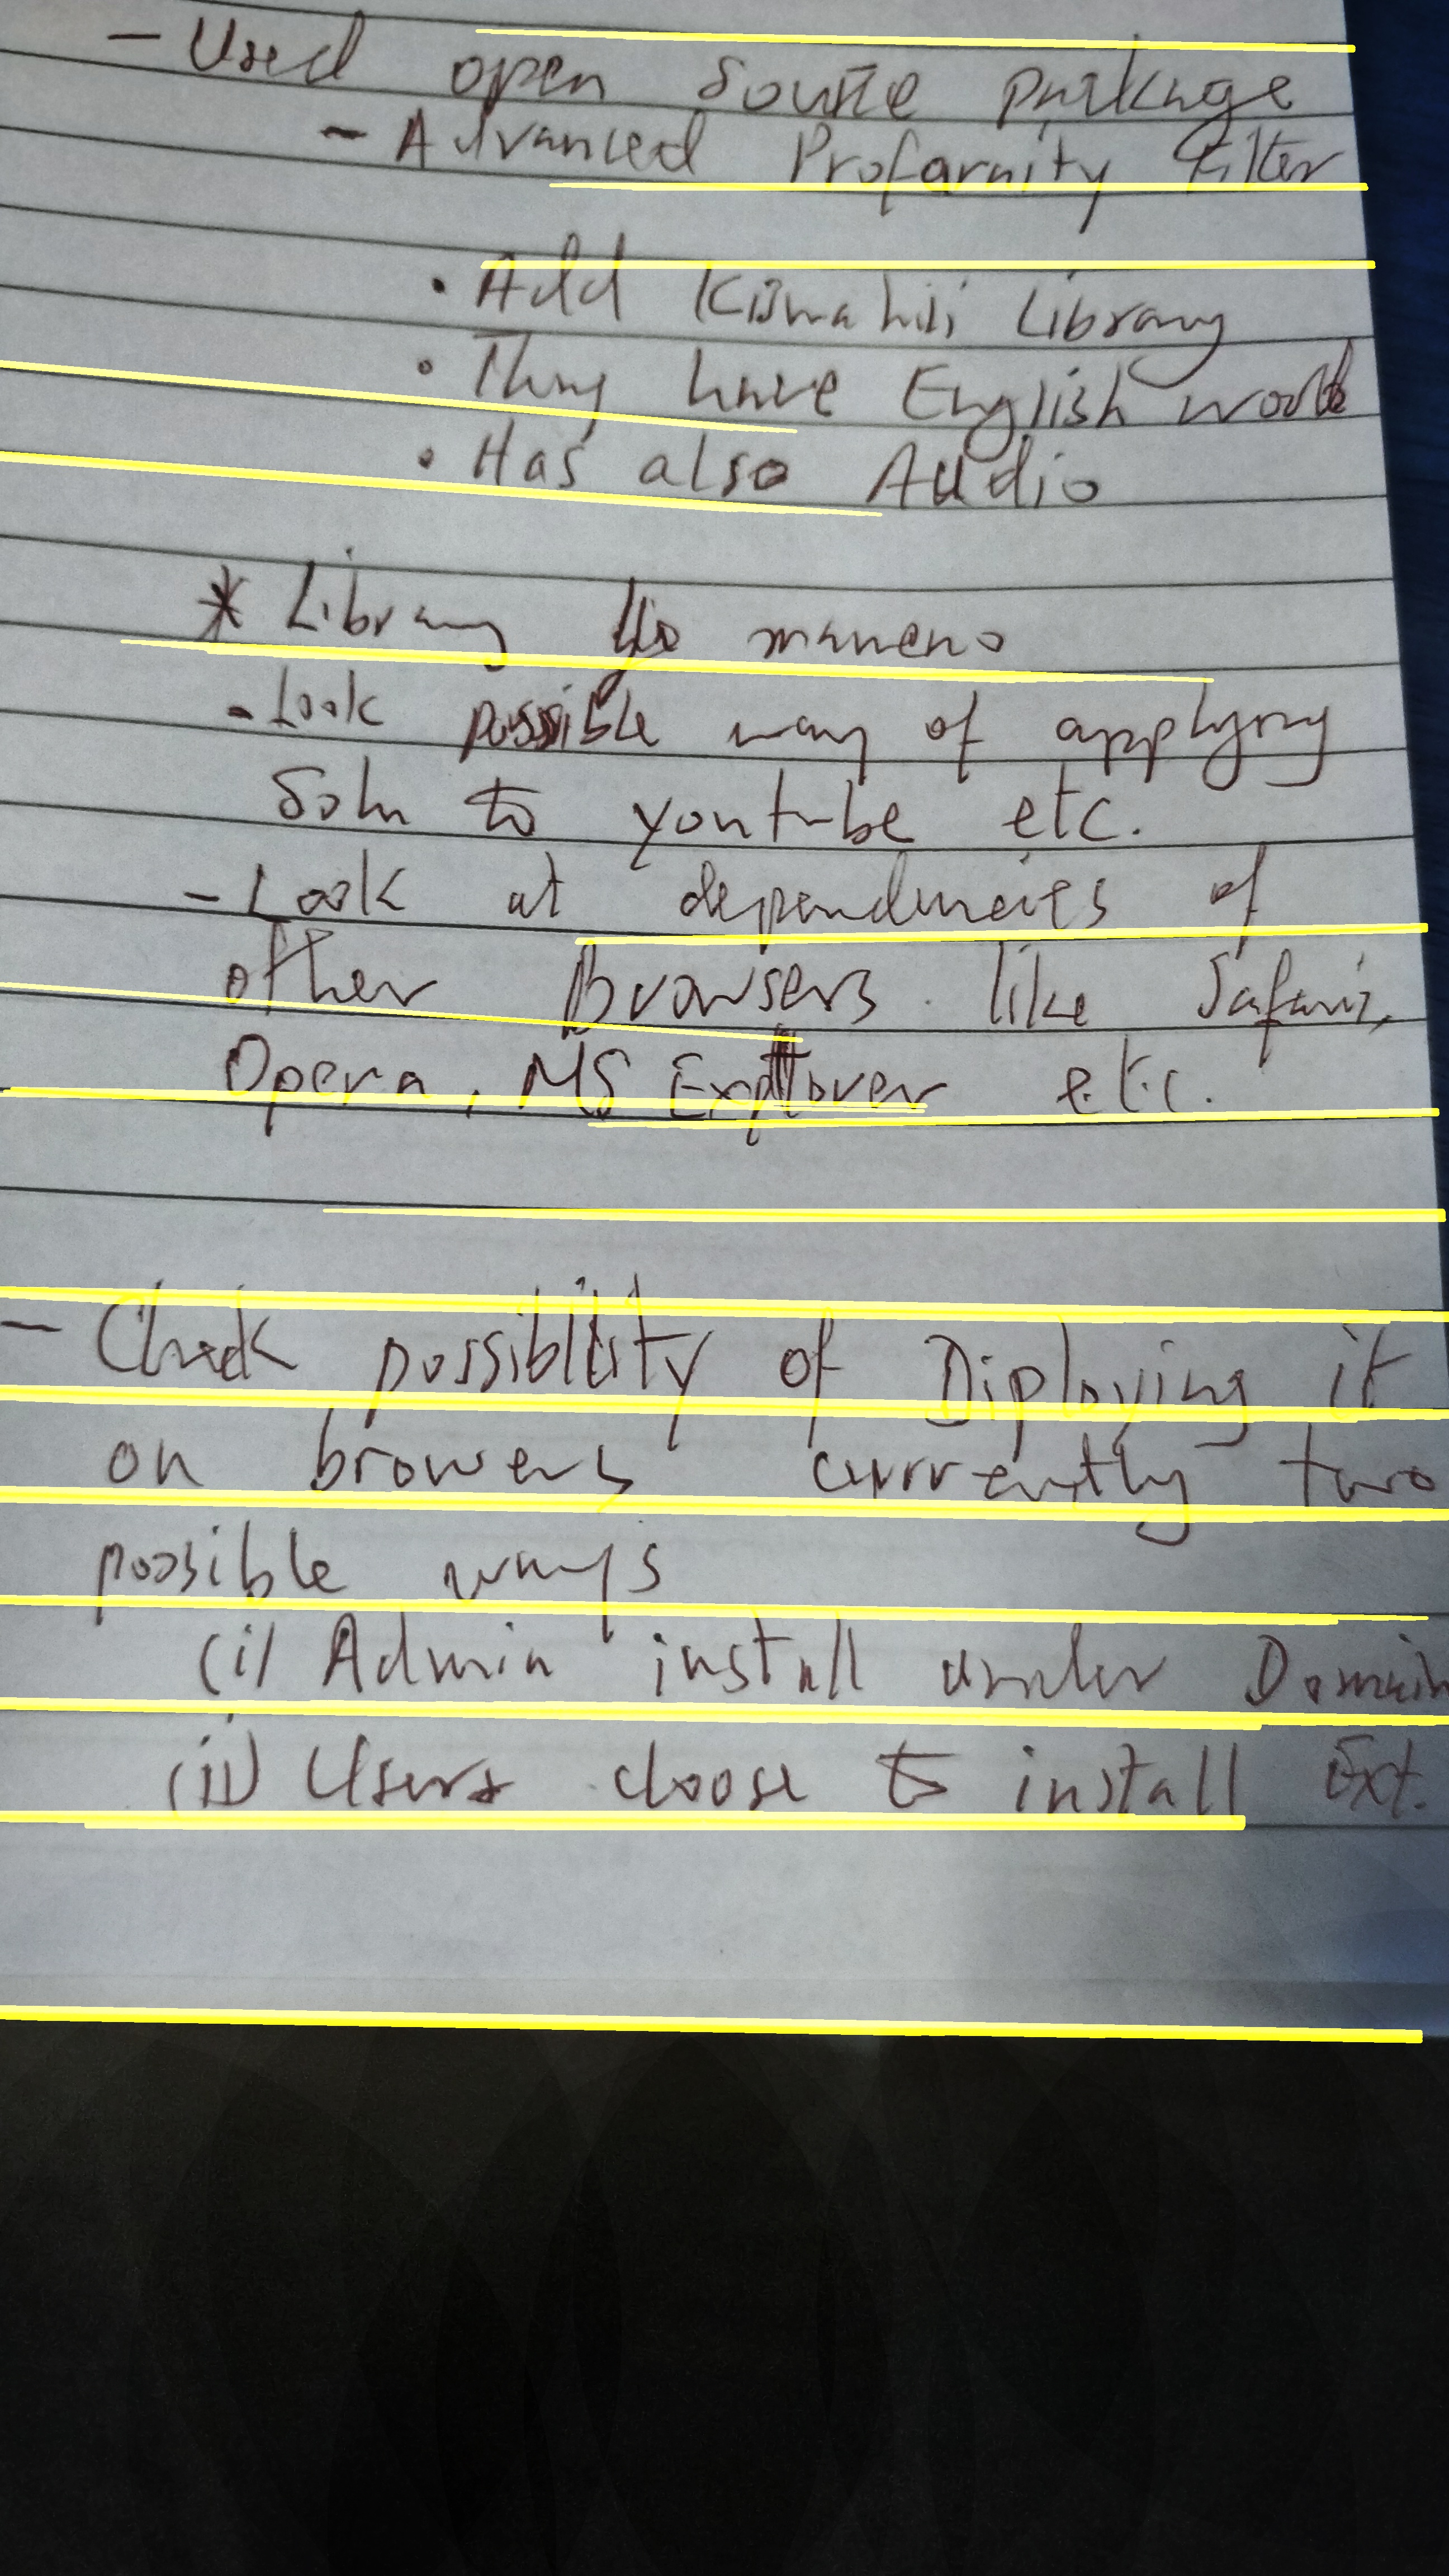 - Used open source package
- Advanced Profarnity Filter
• Add Kiswahili Library
• They have English words
• Has also Audio
* Library ya maneno
- Look possible way of applying
Soln to youtube etc.
- Look at dependencies of
other Browsers like Safari,
Opera, MS Explorer etc.
- Check possiblity of Diploying it
on browers currently two
possible ways
(i) Admin install under Domain
(ii) Users choose to install Ext.